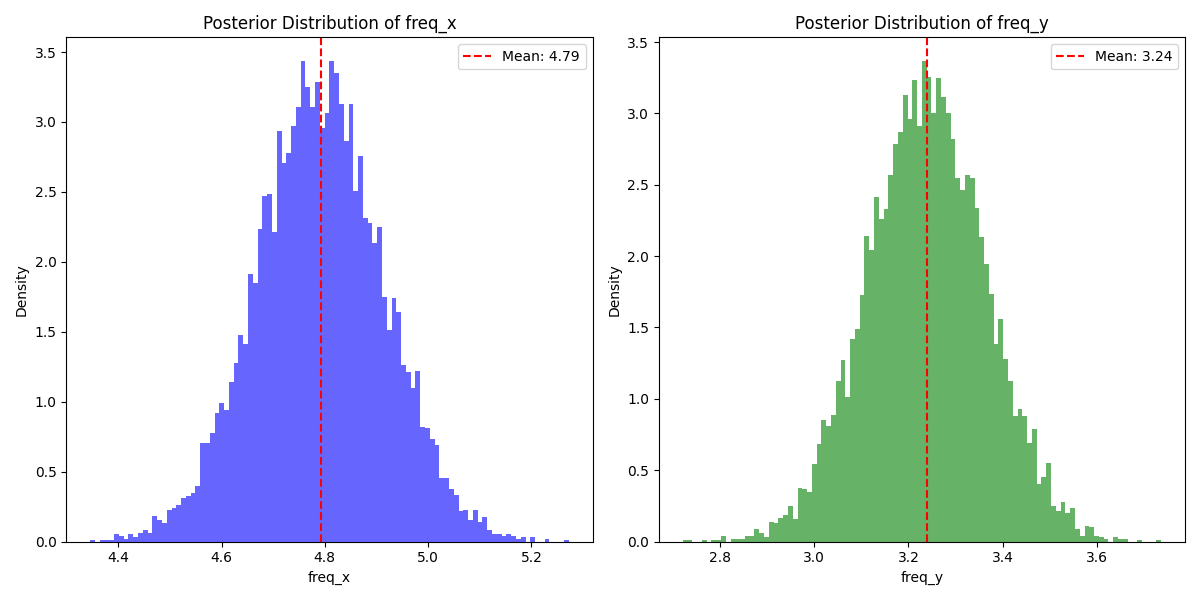 Posterior Distribution of freq_x
Mean: 4.79
Density
3.5
3.0
2.5
2.0
1.5
1.0
0.5
0.0
4.4 4.6 4.8 5.0 5.2
freq_x
Posterior Distribution of freq_y
Mean: 3.24
Density
3.5
3.0
2.5
2.0
1.5
1.0
0.5
0.0
2.8 3.0 3.2 3.4 3.6
freq_y